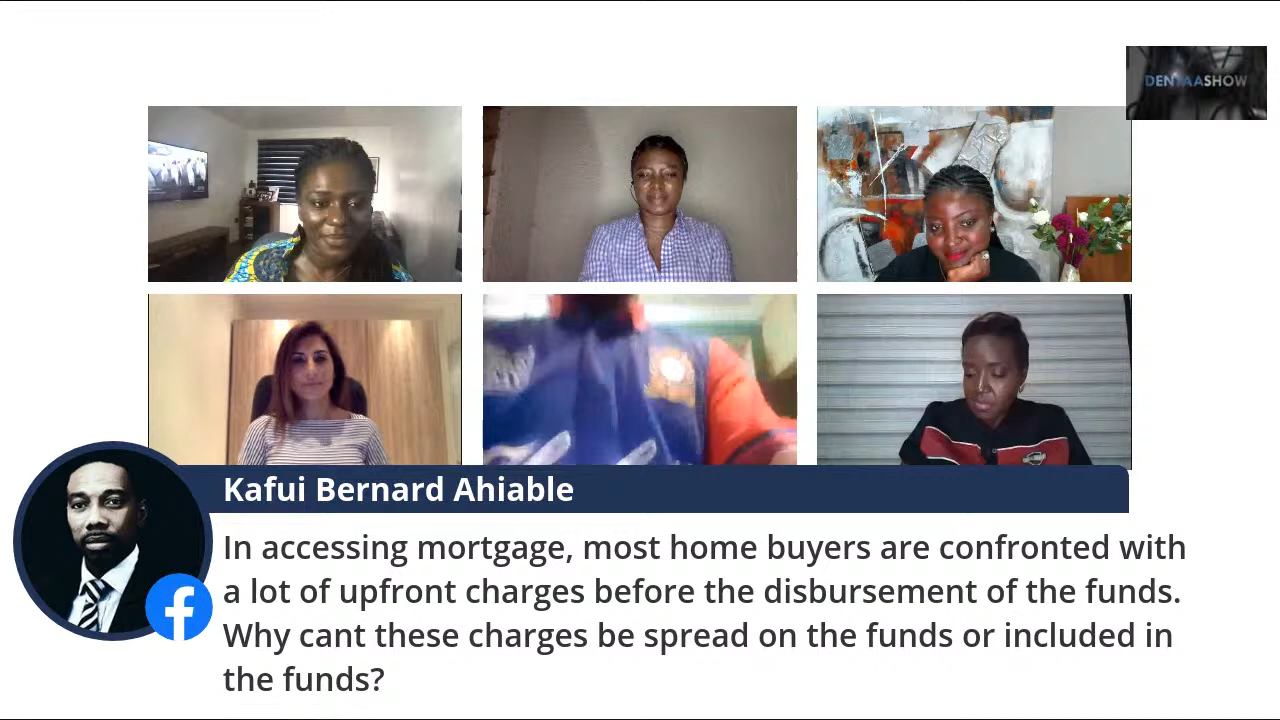 DENTAASHOW
Kafui Bernard Ahiable
In accessing mortgage, most home buyers are confronted with
a lot of upfront charges before the disbursement of the funds.
Why cant these charges be spread on the funds or included in
the funds?